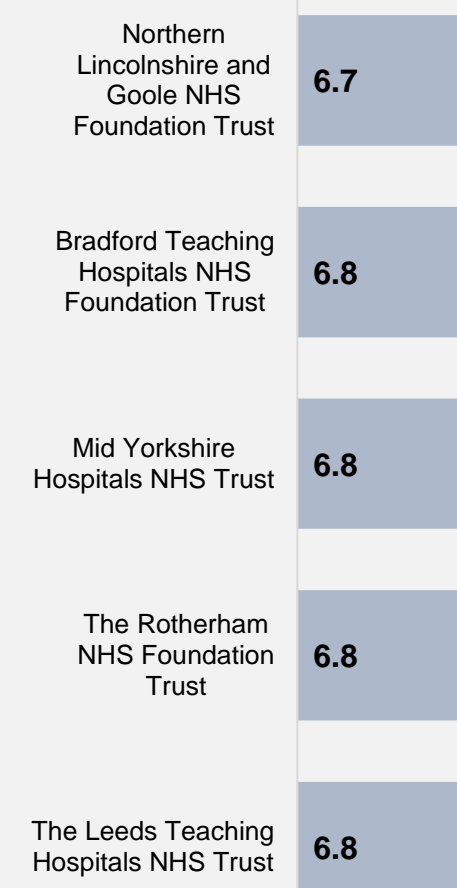 Northern
Lincolnshire and
Goole NHS
Foundation Trust
6.7
Bradford Teaching
Hospitals NHS
Foundation Trust
6.8
Mid Yorkshire
Hospitals NHS Trust
6.8
The Rotherham
NHS Foundation
Trust
6.8
The Leeds Teaching
Hospitals NHS Trust
6.8